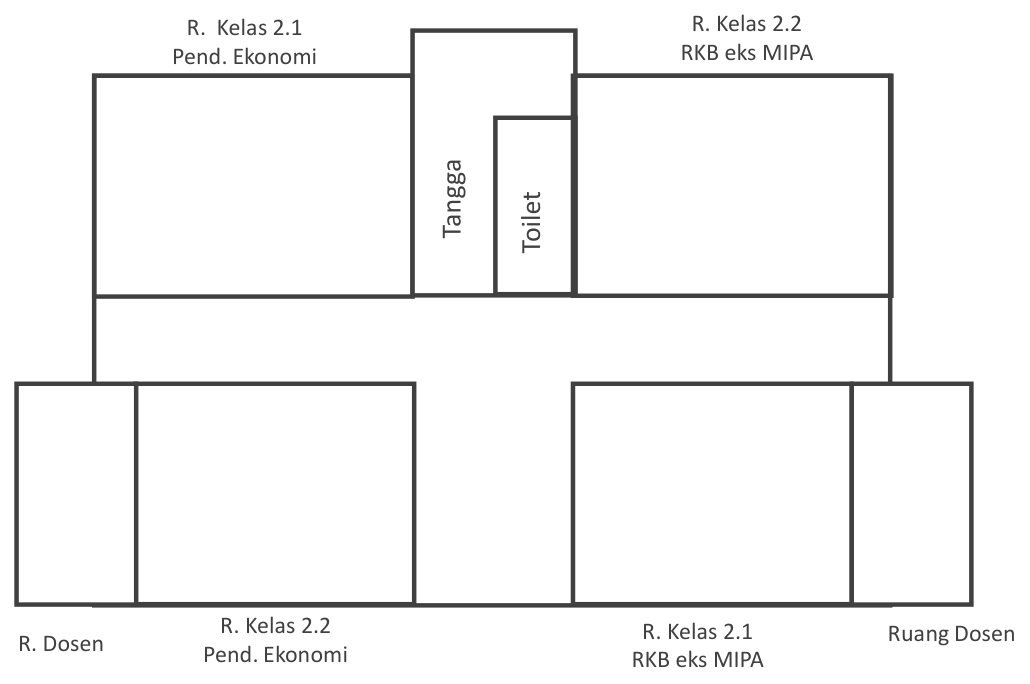 R.  Kelas 2.1
Pend. Ekonomi
R. Kelas 2.2
RKB eks MIPA
Tangga
Toilet
R. Dosen
R. Kelas 2.2
Pend. Ekonomi
R. Kelas 2.1
RKB eks MIPA
Ruang Dosen